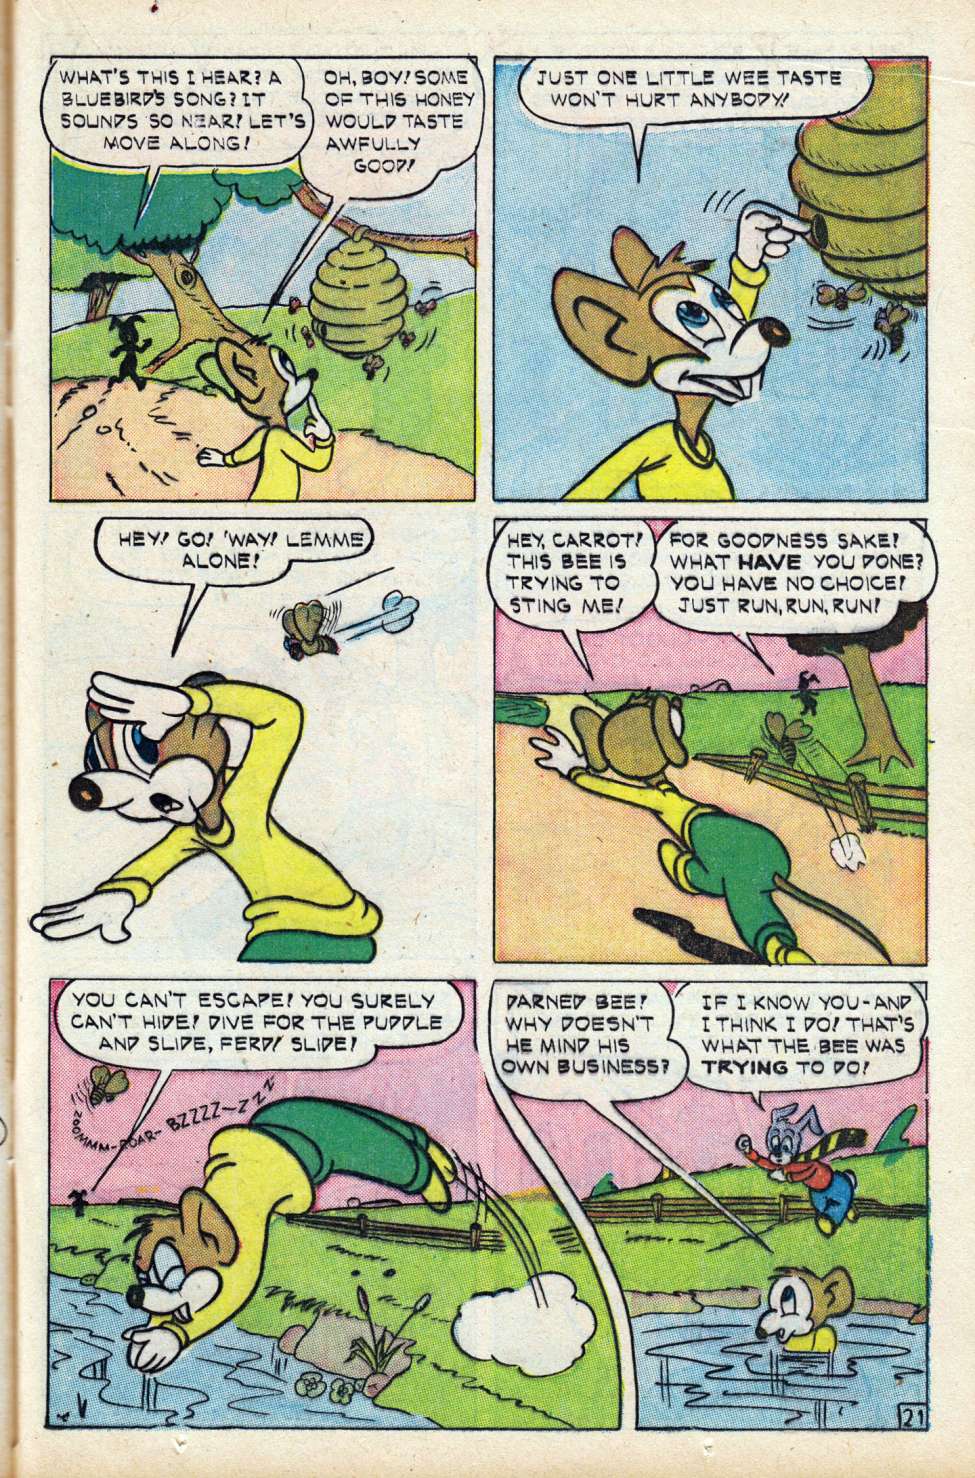 WHAT'S THIS I HEAR? A
BLUEBIRD'S SONG? IT
SOUNDS SO NEAR! LET'S
MOVE ALONG!
OH, BOY! SOME
OF THIS HONEY
WOULD TASTE
AWFULLY
GOOD!
JUST ONE LITTLE WEE TASTE
WON'T HURT ANYBODY!
HEY! GO! 'WAY! LEMME
ALONE!
HEY, CARROT!
THIS BEE IS
TRYING TO
STING ME!
FOR GOODNESS SAKE!
WHAT HAVE YOU DONE?
YOU HAVE NO CHOICE!
JUST RUN, RUN, RUN!
YOU CAN'T ESCAPE! YOU SURELY
CAN'T HIDE! DIVE FOR THE PUDDLE
AND SLIDE, FERD! SLIDE!
ZOOMMM-ROAR-BZZZZ-ZZZ
DARNED BEE!
WHY DOESN'T
HE MIND HIS
OWN BUSINESS?
IF I KNOW YOU-AND
I THINK I DO! THAT'S
WHAT THE BEE WAS
TRYING TO DO!
21